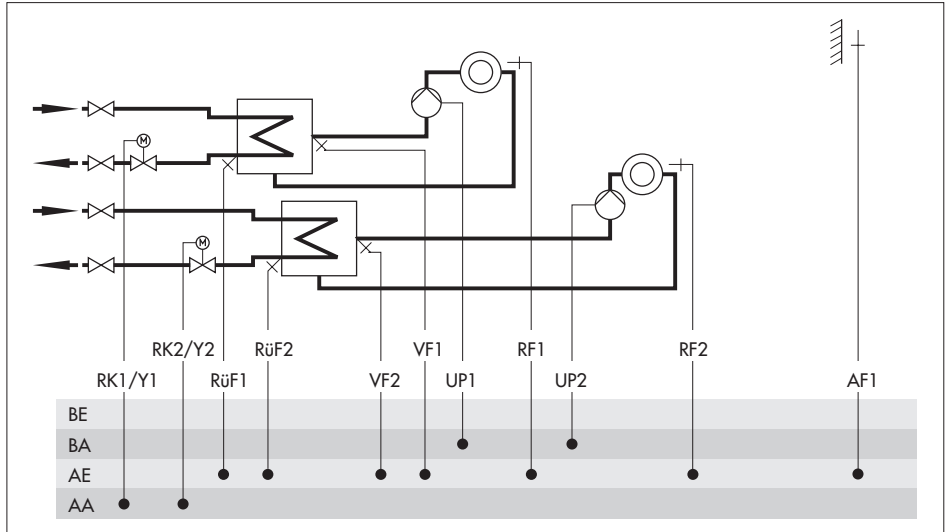 M
M
RK2/Y2 RüF2 VF1 RF1 RF2
RK1/Y1 RüF1 VF2 UP1 UP2 AF1
BE
BA
AE
AA